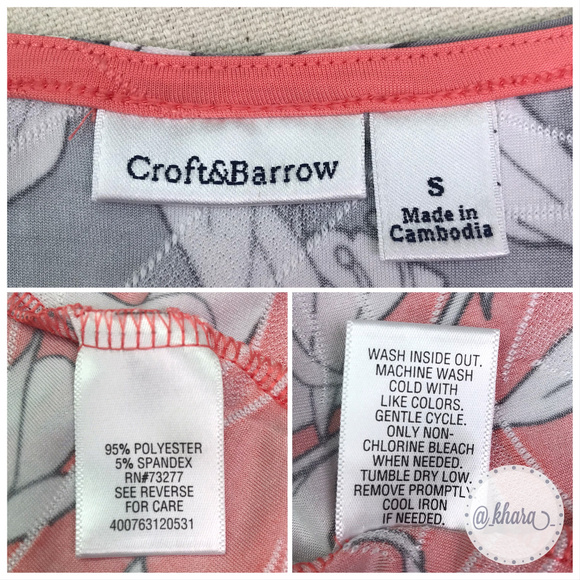 Croft&Barrow
S
Made in
Cambodia
95% POLYESTER
5% SPANDEX
RN#73277
SEE REVERSE
FOR CARE
400763120531
WASH INSIDE OUT.
MACHINE WASH
COLD WITH
LIKE COLORS.
GENTLE CYCLE.
ONLY NON-
CHLORINE BLEACH
WHEN NEEDED.
TUMBLE DRY LOW.
REMOVE PROMPTLY.
COOL IRON
IF NEEDED.
@_khara_